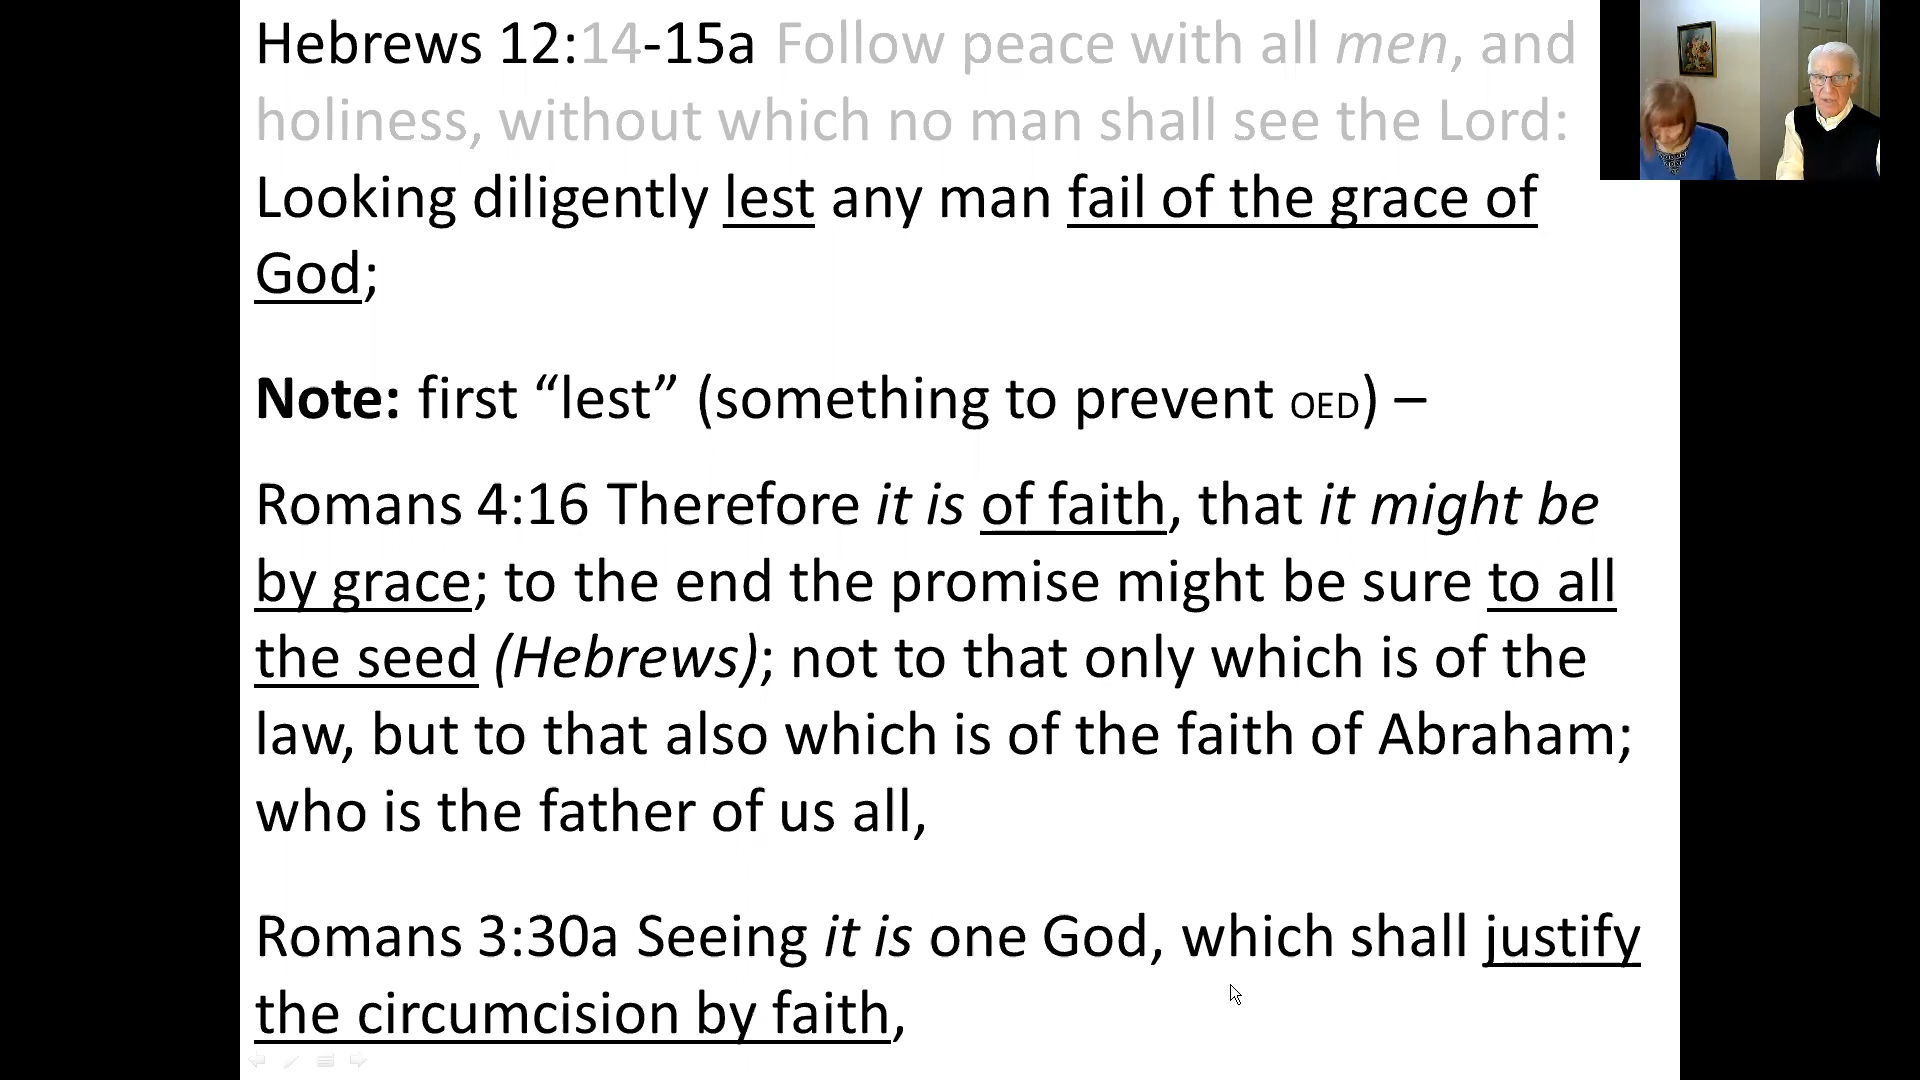 Hebrews 12:14-15a Follow peace with all men, and
holiness, without which no man shall see the Lord:
Looking diligently lest any man fail of the grace of
God;
Note: first “lest” (something to prevent OED) –
Romans 4:16 Therefore it is of faith, that it might be
by grace; to the end the promise might be sure to all
the seed (Hebrews); not to that only which is of the
law, but to that also which is of the faith of Abraham;
who is the father of us all,
Romans 3:30a Seeing it is one God, which shall justify
the circumcision by faith,